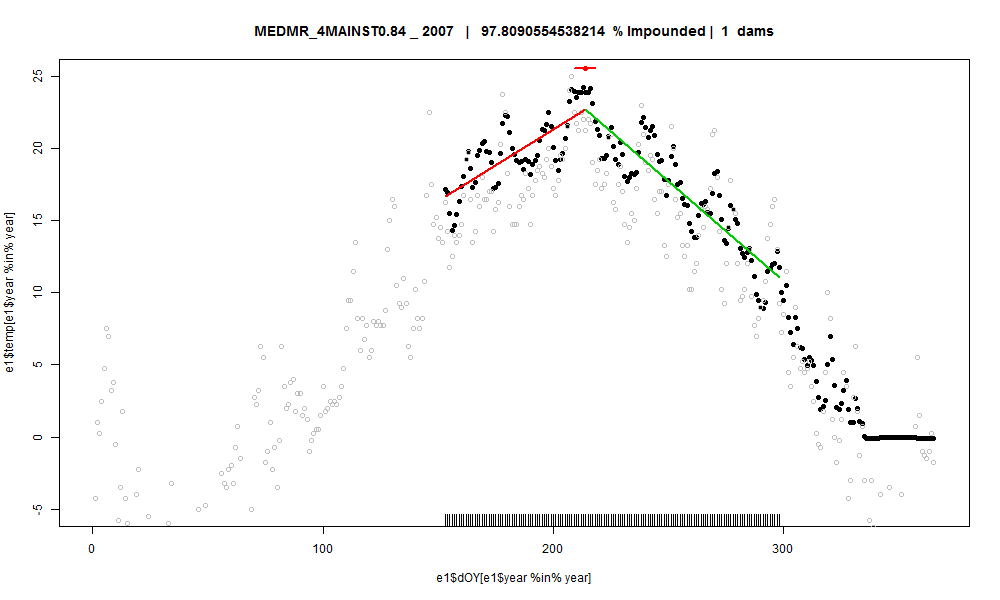 MEDMR_4MAINST0.84 _ 2007 | 97.8090554538214 % Impounded | 1 dams
e1$temp[e1$year %in% year]
25
20
15
10
5
0
-5
0 100 200 300
e1$dOY[e1$year %in% year]